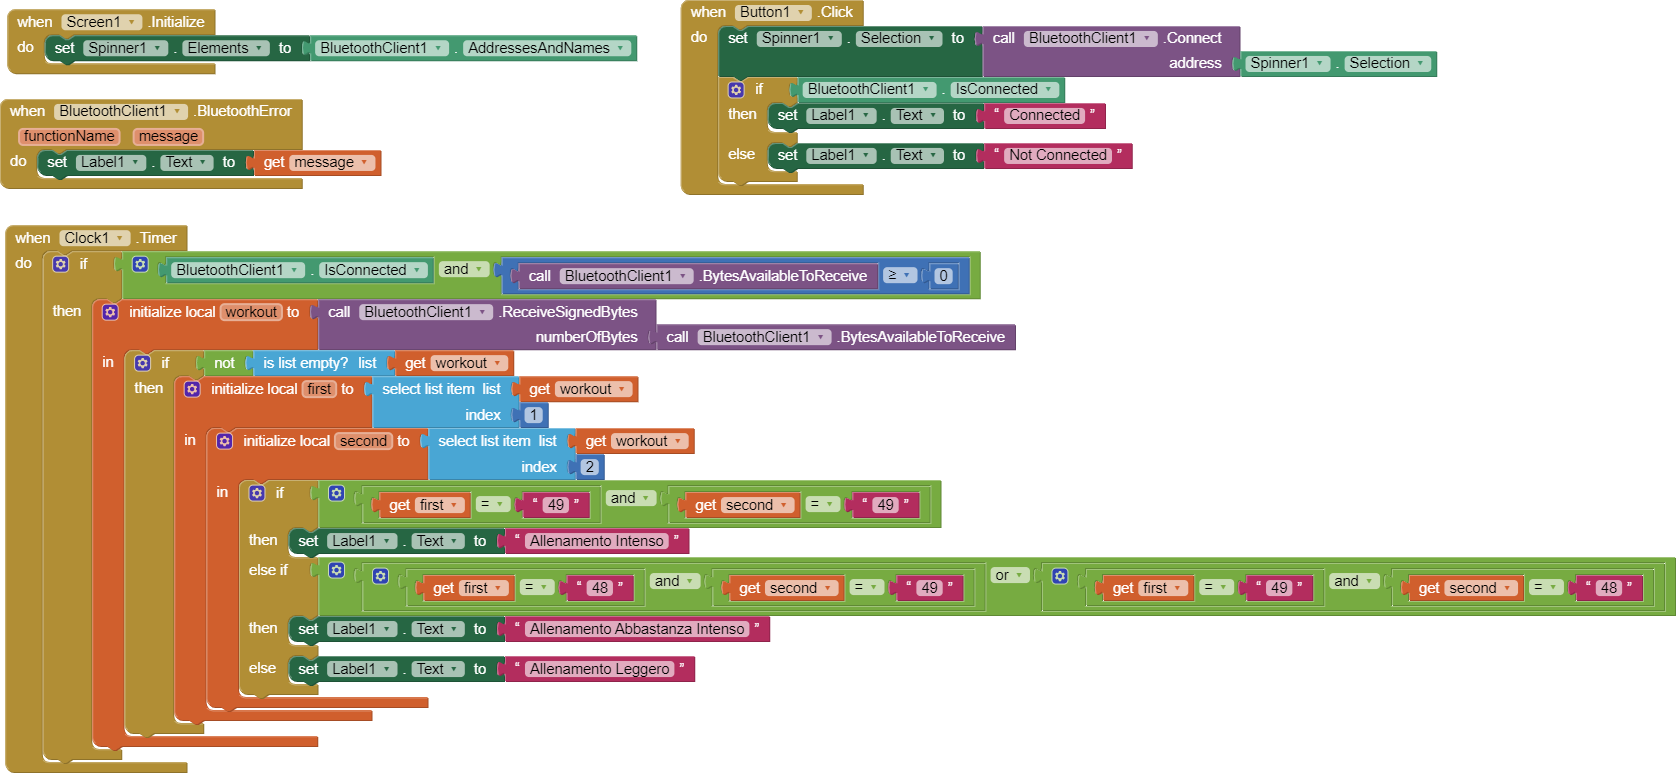 when Screen1 .Initialize
do set Spinner1 . Elements to BluetoothClient1 . AddressesAndNames
when BluetoothClient1 .BluetoothError
functionName message
do set Label1 . Text to get message
when Button1 .Click
do set Spinner1 . Selection to call BluetoothClient1 .Connect
address Spinner1 . Selection
if BluetoothClient1 . IsConnected
then set Label1 . Text to “ Connected ”
else set Label1 . Text to “ Not Connected ”
when Clock1 .Timer
do if BluetoothClient1 . IsConnected and call BluetoothClient1 .BytesAvailableToReceive ≥ 0
then initialize local workout to call BluetoothClient1 .ReceiveSignedBytes
numberOfBytes call BluetoothClient1 .BytesAvailableToReceive
in if not is list empty? list get workout
then initialize local first to select list item list get workout
index 1
in initialize local second to select list item list get workout
index 2
in if get first = “ 49 ” and get second = “ 49 ”
then set Label1 . Text to “ Allenamento Intenso ”
else if get first = “ 48 ” and get second = “ 49 ” or get first = “ 49 ” and get second = “ 48 ”
then set Label1 . Text to “ Allenamento Abbastanza Intenso ”
else set Label1 . Text to “ Allenamento Leggero ”